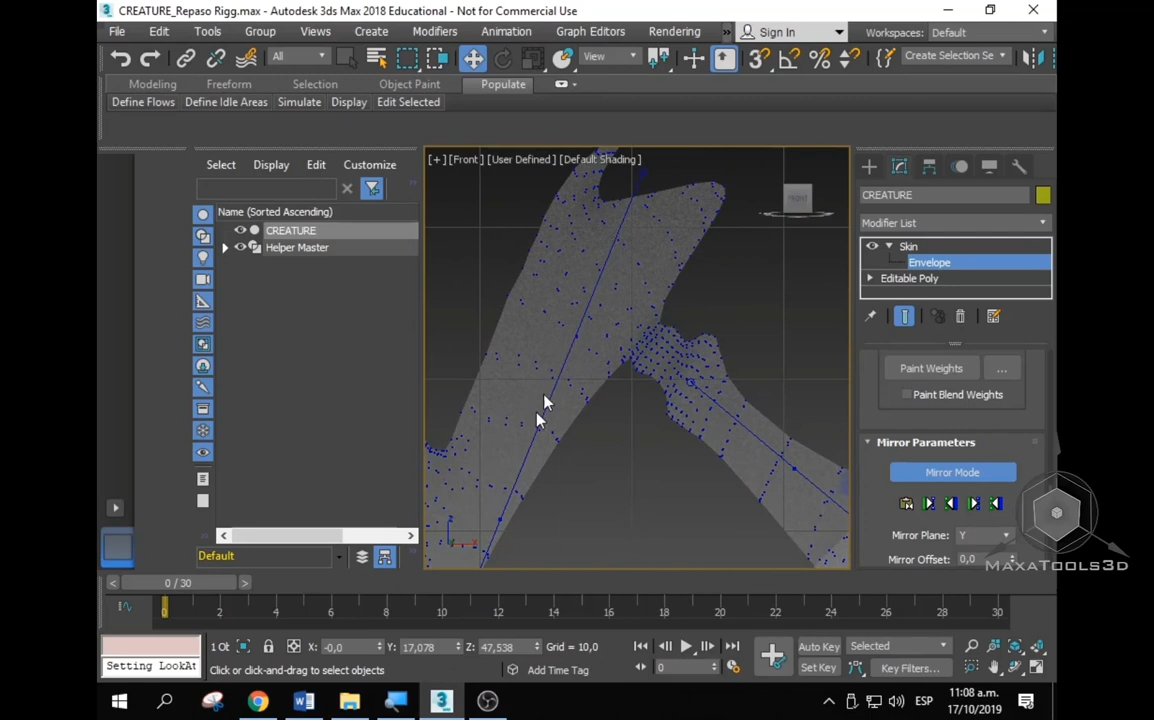 CREATURE_Repaso Rigg.max - Autodesk 3ds Max 2018 Educational - Not for Commercial Use
File Edit Tools Group Views Create Modifiers Animation Graph Editors Rendering Sign In Workspaces: Default
All View Create Selection Se
Modeling Freeform Selection Object Paint Populate
Define Flows Define Idle Areas Simulate Display Edit Selected
Select Display Edit Customize
[+] [Front] [User Defined] [Default Shading]
FRONT
CREATURE
Name (Sorted Ascending)
CREATURE
Helper Master
Modifier List
Skin
Envelope
Editable Poly
Paint Weights ...
Paint Blend Weights
Mirror Parameters
Mirror Mode
Mirror Plane: Y
Mirror Offset: 0,0
MAXATOOLS3D
z
x
Default
0 / 30
0 2 4 6 8 10 12 14 16 18 20 22 24 26 28 30
1 Ot X: -0,0 Y: 17,078 Z: 47,538 Grid = 10,0 Auto Key Selected
Setting LookAt Click or click-and-drag to select objects Add Time Tag 0 Set Key Key Filters...
ESP
11:08 a.m.
17/10/2019